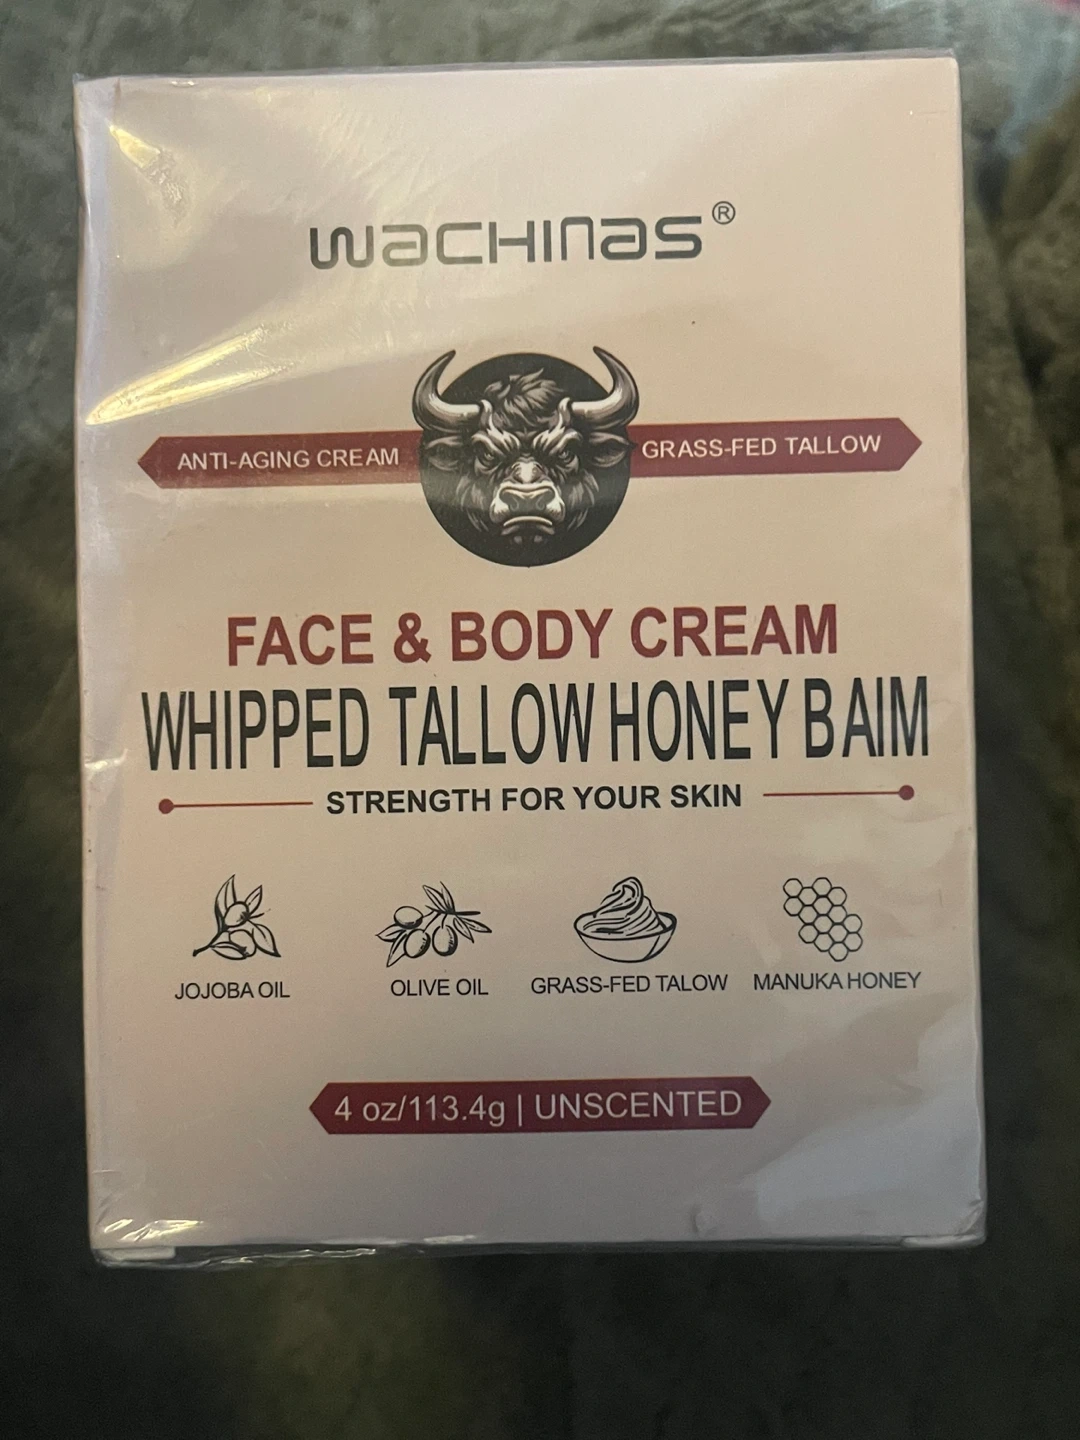 WACHINAS®
ANTI-AGING CREAM GRASS-FED TALLOW
FACE & BODY CREAM
WHIPPED TALLOW HONEY BAIM
STRENGTH FOR YOUR SKIN
JOJOBA OIL OLIVE OIL GRASS-FED TALOW MANUKA HONEY
4 oz/113.4g | UNSCENTED